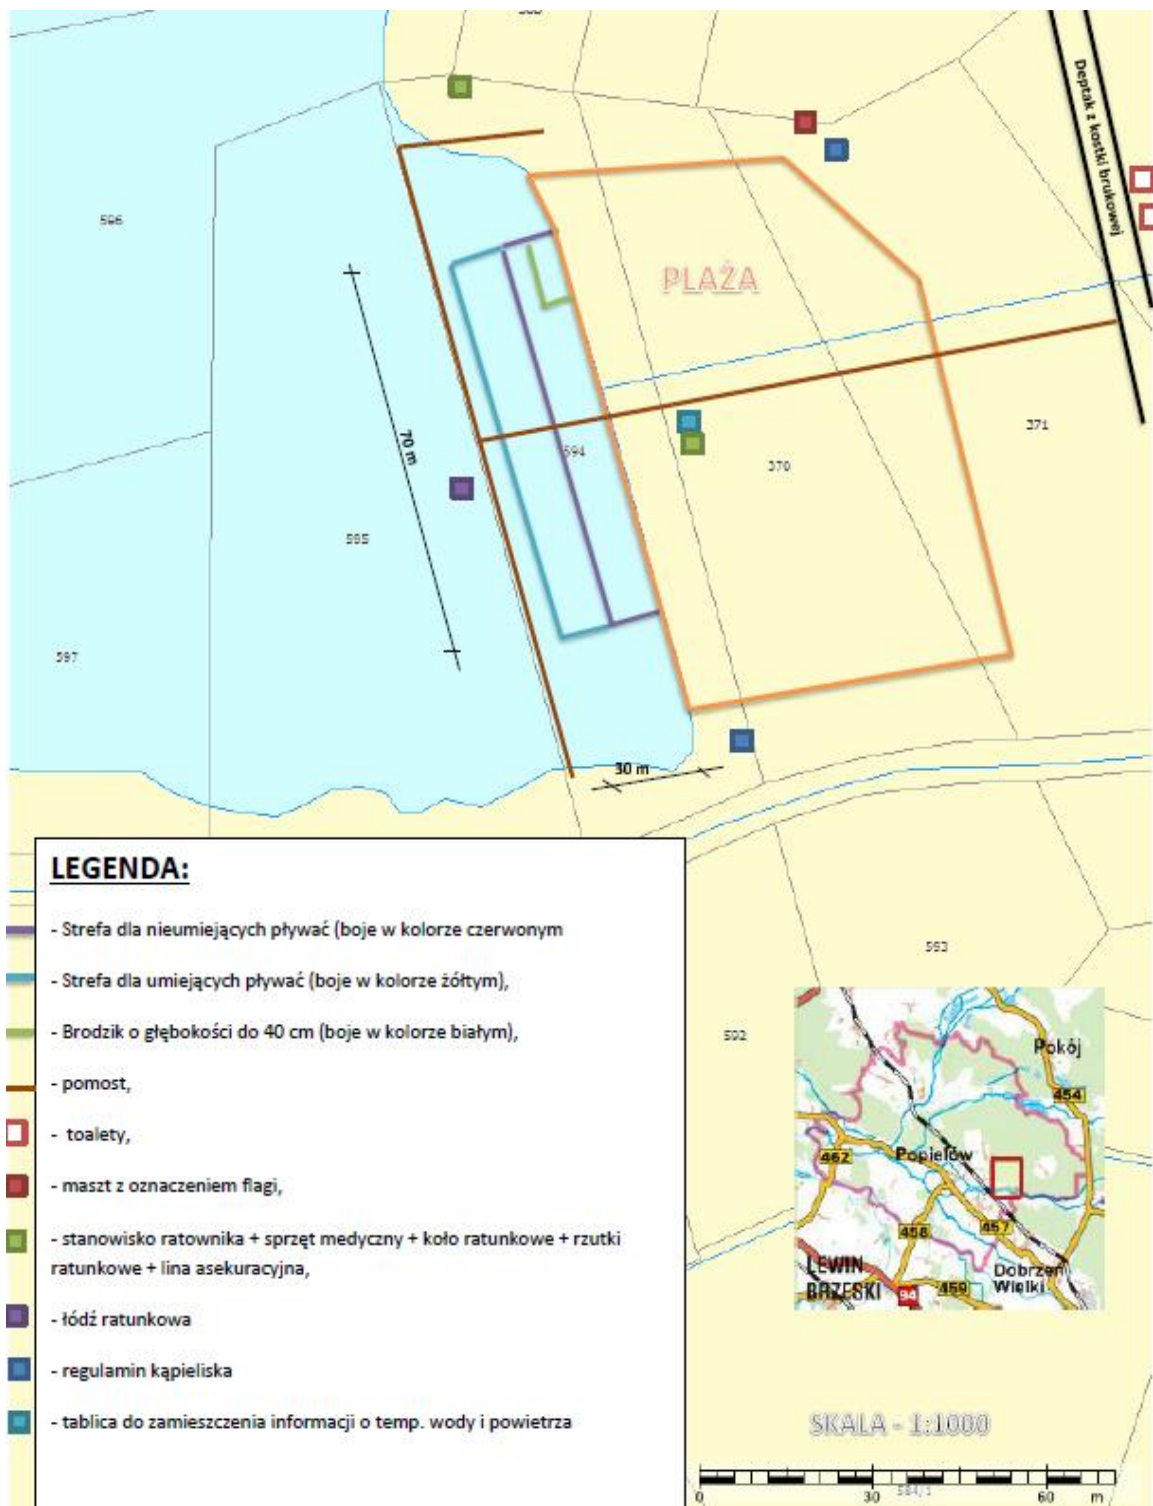 Deptak z kostki brukowej
596
PLAŻA
371
70 m
594
370
595
597
30 m
LEGENDA:
- Strefa dla nieumiejących pływać (boje w kolorze czerwonym
- Strefa dla umiejących pływać (boje w kolorze żółtym),
- Brodzik o głębokości do 40 cm (boje w kolorze białym),
- pomost,
- toalety,
- maszt z oznaczeniem flagi,
- stanowisko ratownika + sprzęt medyczny + koło ratunkowe + rzutki
ratunkowe + lina asekuracyjna,
- łódź ratunkowa
- regulamin kąpieliska
- tablica do zamieszczenia informacji o temp. wody i powietrza
593
592
Pokój
454
462
Popielów
458
457
LEWIN
BRZESKI
Dobrzeń
Wielki
94
459
SKALA - 1:1000
584/1
0 30 60 m